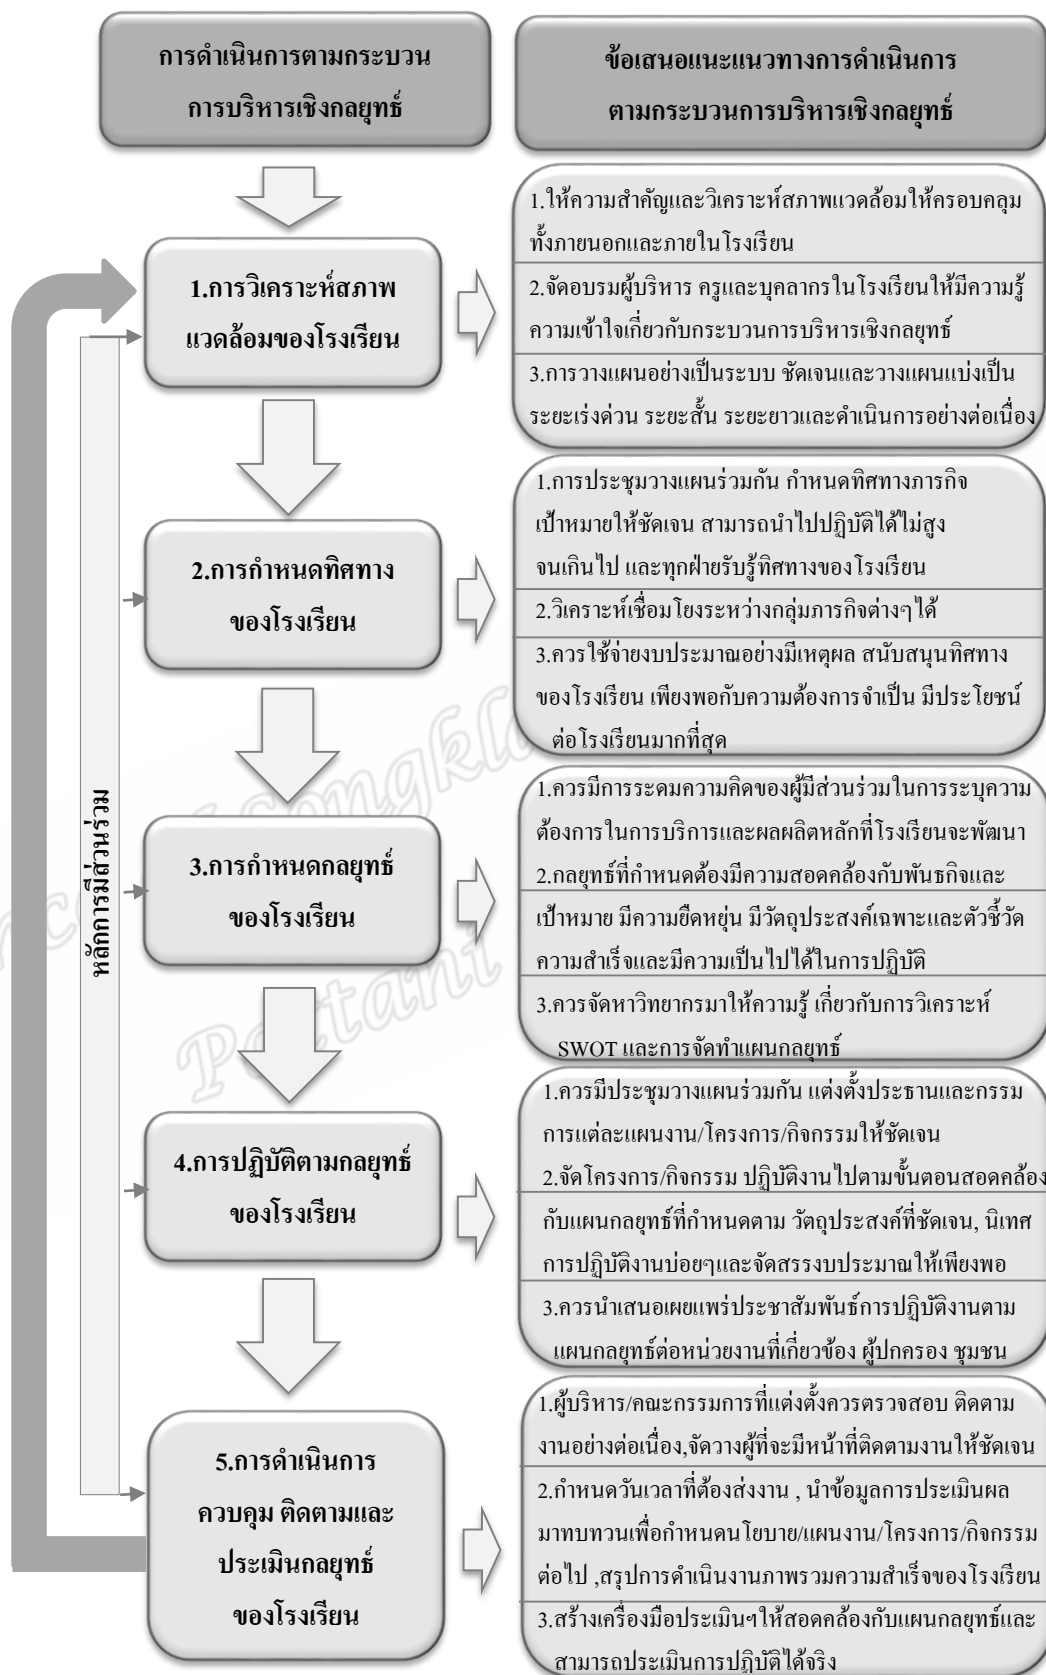 การดำเนินการตามกระบวน
การบริหารเชิงกลยุทธ์
ข้อเสนอแนะแนวทางการดำเนินการ
ตามกระบวนการบริหารเชิงกลยุทธ์
1.การวิเคราะห์สภาพ
แวดล้อมของโรงเรียน
1.ให้ความสำคัญและวิเคราะห์สภาพแวดล้อมให้ครอบคลุม
ทั้งภายนอกและภายในโรงเรียน
2.จัดอบรมผู้บริหาร ครูและบุคลากรในโรงเรียนให้มีความรู้
ความเข้าใจเกี่ยวกับกระบวนการบริหารเชิงกลยุทธ์
3.การวางแผนอย่างเป็นระบบ ชัดเจนและวางแผนแบ่งเป็น
ระยะเร่งด่วน ระยะสั้น ระยะยาวและดำเนินการอย่างต่อเนื่อง
2.การกำหนดทิศทาง
ของโรงเรียน
1.การประชุมวางแผนร่วมกัน กำหนดทิศทางภารกิจ
เป้าหมายให้ชัดเจน สามารถนำไปปฏิบัติได้ไม่สูง
จนเกินไป และทุกฝ่ายรับรู้ทิศทางของโรงเรียน
2.วิเคราะห์เชื่อมโยงระหว่างกลุ่มภารกิจต่างๆได้
3.ควรใช้จ่ายงบประมาณอย่างมีเหตุผล สนับสนุนทิศทาง
ของโรงเรียน เพียงพอกับความต้องการจำเป็น มีประโยชน์
ต่อโรงเรียนมากที่สุด
หลักการมีส่วนร่วม
3.การกำหนดกลยุทธ์
ของโรงเรียน
1.ควรมีการระดมความคิดของผู้มีส่วนร่วมในการระบุความ
ต้องการในการบริการและผลผลิตหลักที่โรงเรียนจะพัฒนา
2.กลยุทธ์ที่กำหนดต้องมีความสอดคล้องกับพันธกิจและ
เป้าหมาย มีความยืดหยุ่น มีวัตถุประสงค์เฉพาะและตัวชี้วัด
ความสำเร็จและมีความเป็นไปได้ในการปฏิบัติ
3.ควรจัดหาวิทยากรมาให้ความรู้ เกี่ยวกับการวิเคราะห์
SWOT และการจัดทำแผนกลยุทธ์
Pattani
4.การปฏิบัติตามกลยุทธ์
ของโรงเรียน
1.ควรมีประชุมวางแผนร่วมกัน แต่งตั้งประธานและกรรม
การแต่ละแผนงาน/โครงการ/กิจกรรมให้ชัดเจน
2.จัดโครงการ/กิจกรรม ปฏิบัติงานไปตามขั้นตอนสอดคล้อง
กับแผนกลยุทธ์ที่กำหนดตาม วัตถุประสงค์ที่ชัดเจน, นิเทศ
การปฏิบัติงานบ่อยๆและจัดสรรงบประมาณให้เพียงพอ
3.ควรนำเสนอเผยแพร่ประชาสัมพันธ์การปฏิบัติงานตาม
แผนกลยุทธ์ต่อหน่วยงานที่เกี่ยวข้อง ผู้ปกครอง ชุมชน
5.การดำเนินการ
ควบคุม ติดตามและ
ประเมินกลยุทธ์
ของโรงเรียน
1.ผู้บริหาร/คณะกรรมการที่แต่งตั้งควรตรวจสอบ ติดตาม
งานอย่างต่อเนื่อง,จัดวางผู้ที่จะมีหน้าที่ติดตามงานให้ชัดเจน
2.กำหนดวันเวลาที่ต้องส่งงาน , นำข้อมูลการประเมินผล
มาทบทวนเพื่อกำหนดนโยบาย/แผนงาน/โครงการ/กิจกรรม
ต่อไป ,สรุปการดำเนินงานภาพรวมความสำเร็จของโรงเรียน
3.สร้างเครื่องมือประเมินฯให้สอดคล้องกับแผนกลยุทธ์และ
สามารถประเมินการปฏิบัติได้จริง